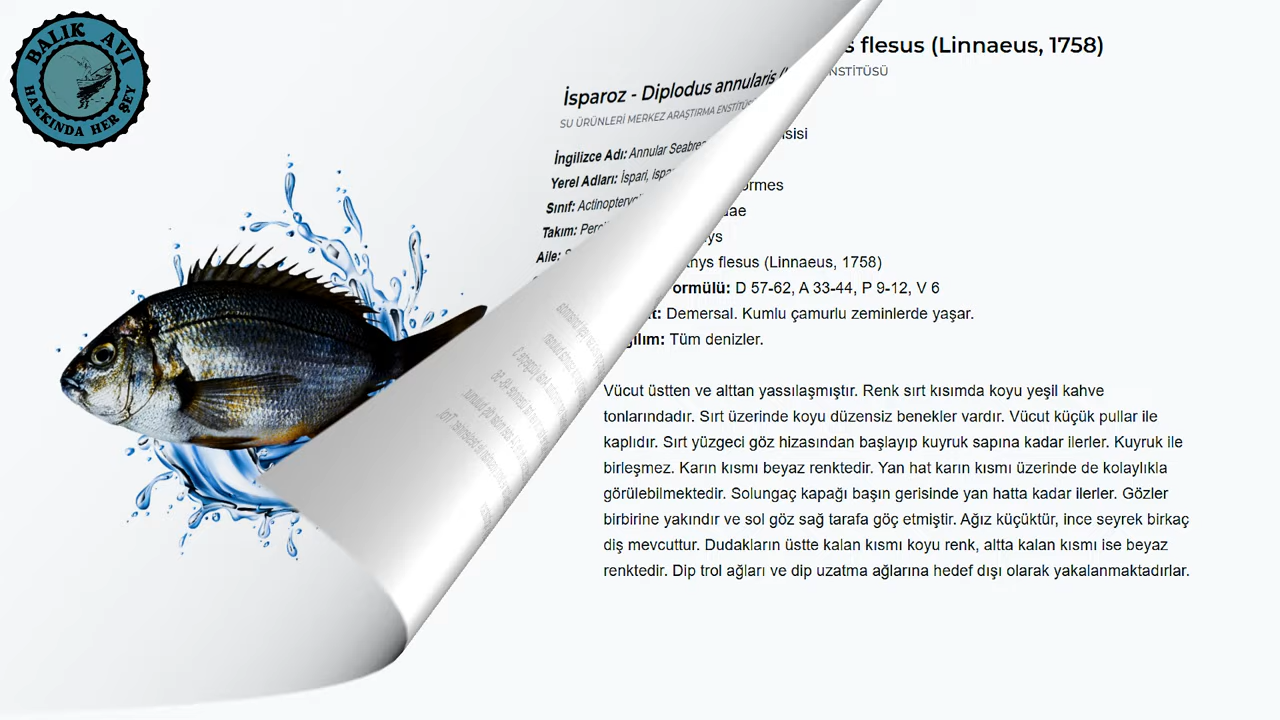 BALIK AVI
HAKKINDA HER ŞEY
İsparoz - Diplodus annularis
SU ÜRÜNLERİ MERKEZ ARAŞTIRMA ENSTİTÜSÜ
İngilizce Adı: Annular
Yerel Adları: İspari,
Sınıf:
Takım:
Aile:
flesus (Linnaeus, 1758)
NSTİTÜSÜ
isisi
ormes
dae
ys
thys flesus (Linnaeus, 1758)
ormülü: D 57-62, A 33-44, P 9-12, V 6
t: Demersal. Kumlu çamurlu zeminlerde yaşar.
ğılım: Tüm denizler.
Vücut üstten ve alttan yassılaşmıştır. Renk sırt kısımda koyu yeşil kahve
tonlarındadır. Sırt üzerinde koyu düzensiz benekler vardır. Vücut küçük pullar ile
kaplıdır. Sırt yüzgeci göz hizasından başlayıp kuyruk sapına kadar ilerler. Kuyruk ile
birleşmez. Karın kısmı beyaz renktedir. Yan hat karın kısmı üzerinde de kolaylıkla
görülebilmektedir. Solungaç kapağı başın gerisinde yan hatta kadar ilerler. Gözler
birbirine yakındır ve sol göz sağ tarafa göç etmiştir. Ağız küçüktür, ince seyrek birkaç
diş mevcuttur. Dudakların üstte kalan kısmı koyu renk, altta kalan kısmı ise beyaz
renktedir. Dip trol ağları ve dip uzatma ağlarına hedef dışı olarak yakalanmaktadırlar.